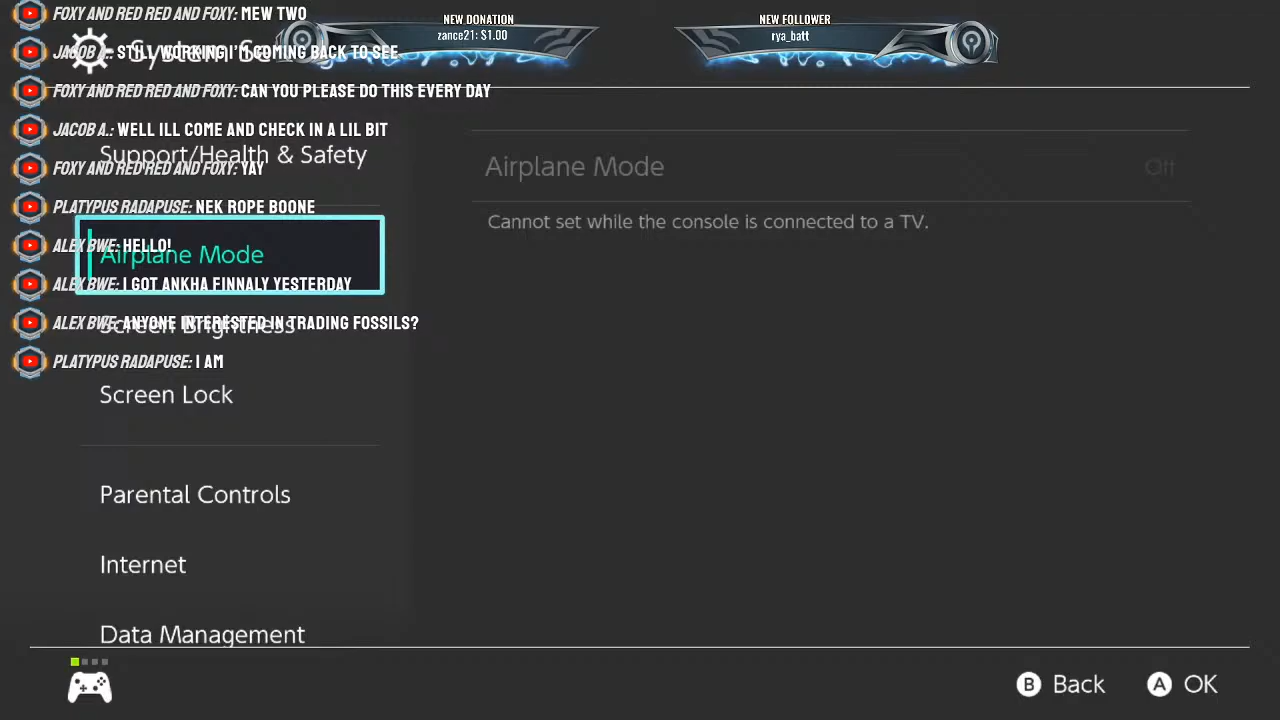 FOXY AND RED RED AND FOXY: MEW TWO
NEW DONATION
zance21: $1.00
NEW FOLLOWER
rya_batt
System Settings
JACOB A.: STILL WORKING I'M COMING BACK TO SEE
FOXY AND RED RED AND FOXY: CAN YOU PLEASE DO THIS EVERY DAY
JACOB A.: WELL ILL COME AND CHECK IN A LIL BIT
Support/Health & Safety
FOXY AND RED RED AND FOXY: YAY
PLATYPUS RADAPUSE: NEK ROPE BOONE
ALEX BWE: HELLO!
Airplane Mode
ALEX BWE: I GOT ANKHA FINNALY YESTERDAY
ALEX BWE: ANYONE INTERESTED IN TRADING FOSSILS?
Screen Brightness
PLATYPUS RADAPUSE: I AM
Screen Lock
Parental Controls
Internet
Data Management
Airplane Mode
Off
Cannot set while the console is connected to a TV.
B Back
A OK